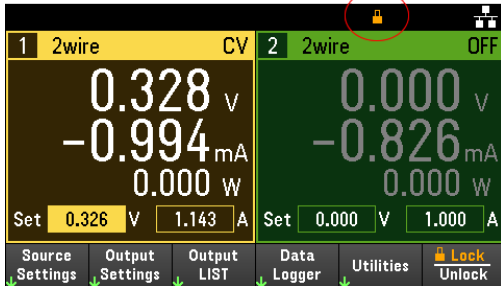 1 2wire CV
0.328 V
-0.994 mA
0.000 W
Set 0.326 V 1.143 A
2 2wire OFF
0.000 V
-0.826 mA
0.000 W
Set 0.000 V 1.000 A
Source Settings
Output Settings
Output LIST
Data Logger
Utilities
Lock Unlock